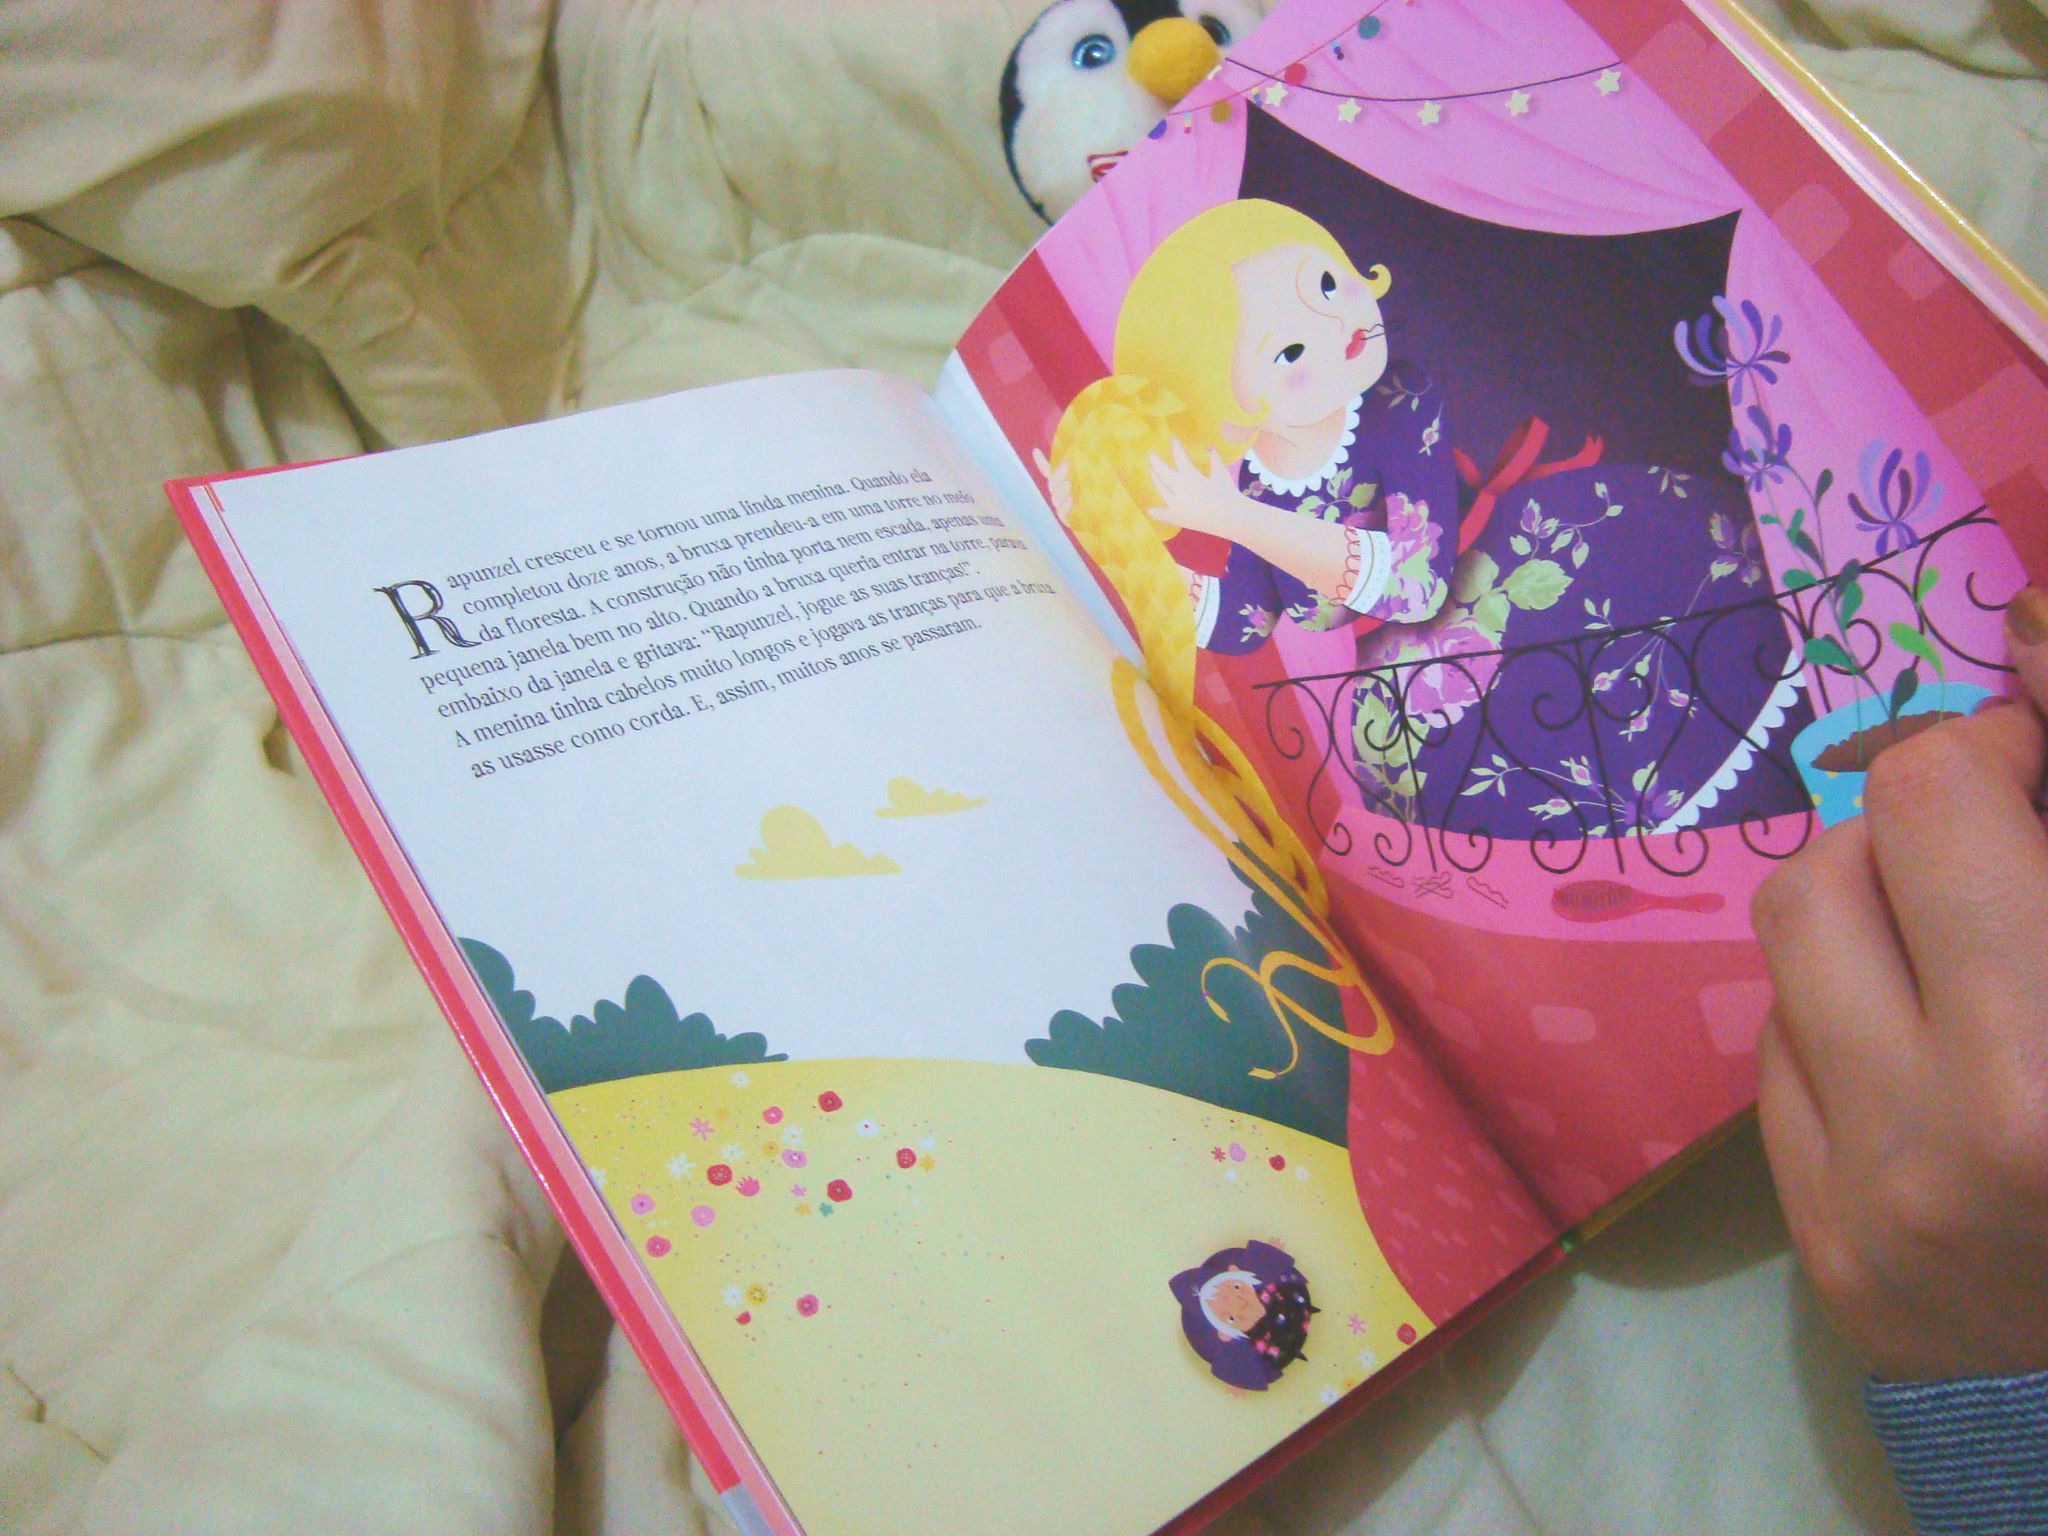 Rapunzel cresceu e se tornou uma linda menina. Quando ela
completou doze anos, a bruxa prendeu-a em uma torre no meio
da floresta. A construção não tinha porta nem escada, apenas uma
pequena janela bem no alto. Quando a bruxa queria entrar na torre, parava
embaixo da janela e gritava: “Rapunzel, jogue as suas tranças!”.
A menina tinha cabelos muito longos e jogava as tranças para que a bruxa
as usasse como corda. E, assim, muitos anos se passaram.